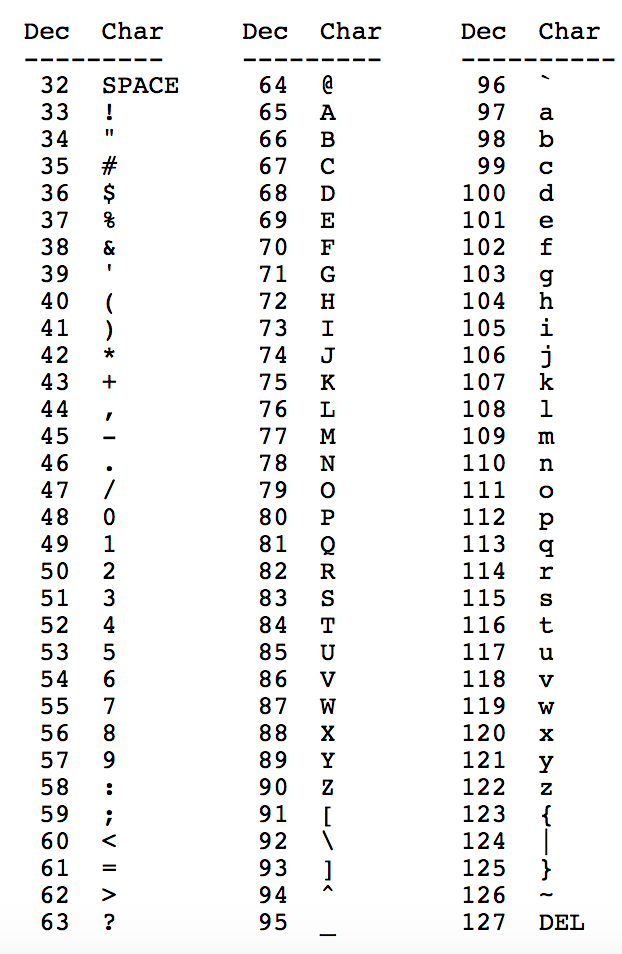 Dec  Char    Dec  Char    Dec  Char
---------    ---------    ----------
32  SPACE    64  @    96  `
33  !    65  A    97  a
34  "    66  B    98  b
35  #    67  C    99  c
36  $    68  D    100  d
37  %    69  E    101  e
38  &    70  F    102  f
39  '    71  G    103  g
40  (    72  H    104  h
41  )    73  I    105  i
42  *    74  J    106  j
43  +    75  K    107  k
44  ,    76  L    108  l
45  -    77  M    109  m
46  .    78  N    110  n
47  /    79  O    111  o
48  0    80  P    112  p
49  1    81  Q    113  q
50  2    82  R    114  r
51  3    83  S    115  s
52  4    84  T    116  t
53  5    85  U    117  u
54  6    86  V    118  v
55  7    87  W    119  w
56  8    88  X    120  x
57  9    89  Y    121  y
58  :    90  Z    122  z
59  ;    91  [    123  {
60  <    92  \    124  |
61  =    93  ]    125  }
62  >    94  ^    126  ~
63  ?    95  _    127  DEL